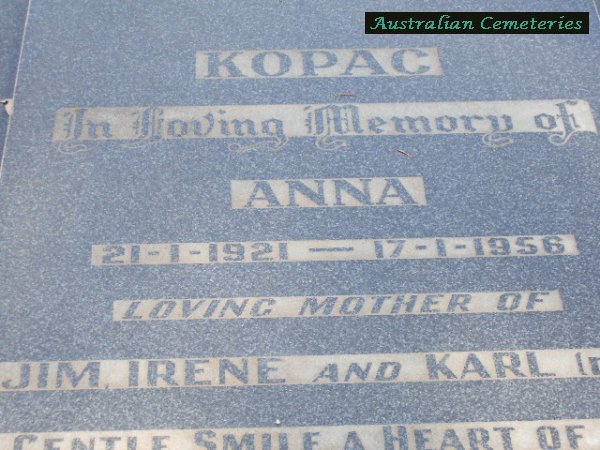 Australian Cemeteries
KOPAC
In Loving Memory of
ANNA
21-1-1921 — 17-1-1956
LOVING MOTHER OF
JIM, IRENE AND KARL
GENTLE SMILE A HEART OF